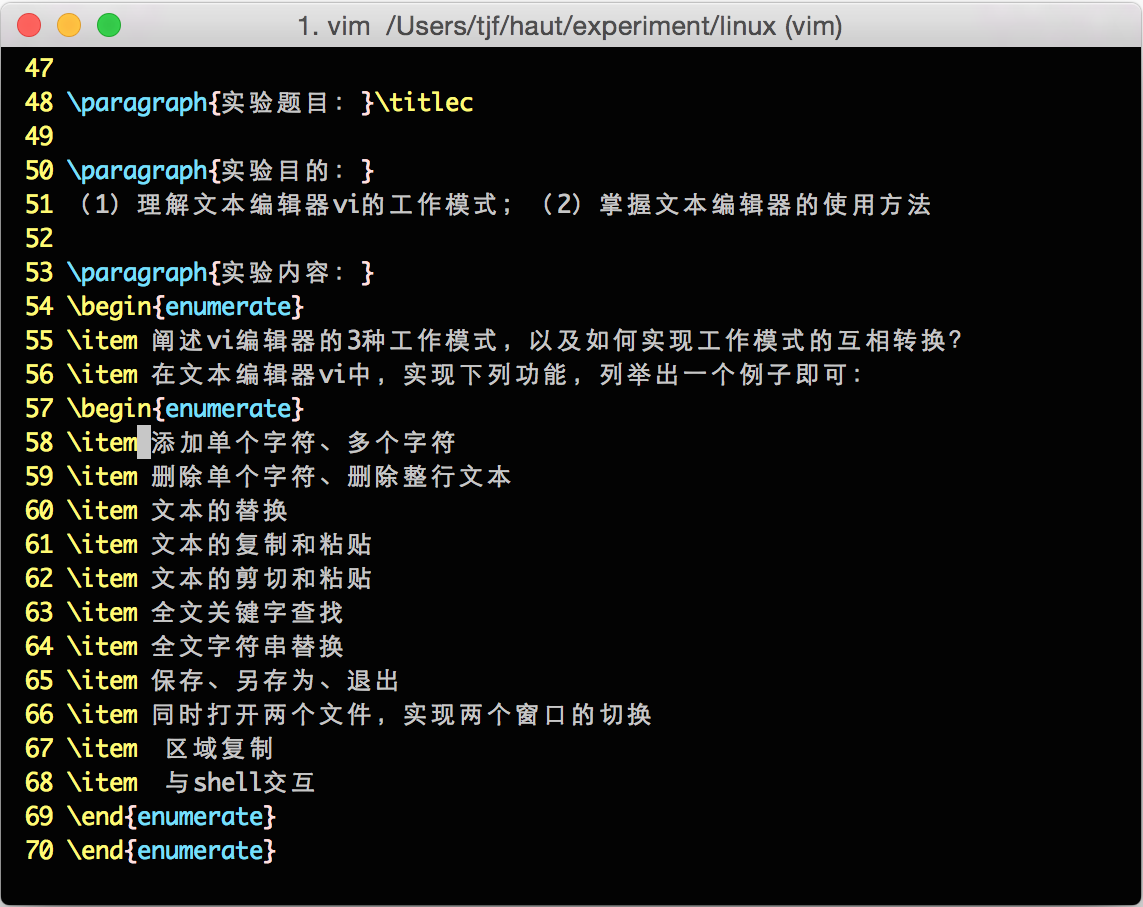 1. vim /Users/tjf/haut/experiment/linux (vim)
47
48 \paragraph{实验题目：}\titlec
49
50 \paragraph{实验目的：}
51 （1）理解文本编辑器vi的工作模式；（2）掌握文本编辑器的使用方法
52
53 \paragraph{实验内容：}
54 \begin{enumerate}
55 \item 阐述vi编辑器的3种工作模式，以及如何实现工作模式的互相转换？
56 \item 在文本编辑器vi中，实现下列功能，列举出一个例子即可：
57 \begin{enumerate}
58 \item 添加单个字符、多个字符
59 \item 删除单个字符、删除整行文本
60 \item 文本的替换
61 \item 文本的复制和粘贴
62 \item 文本的剪切和粘贴
63 \item 全文关键字查找
64 \item 全文字符串替换
65 \item 保存、另存为、退出
66 \item 同时打开两个文件，实现两个窗口的切换
67 \item  区域复制
68 \item  与shell交互
69 \end{enumerate}
70 \end{enumerate}